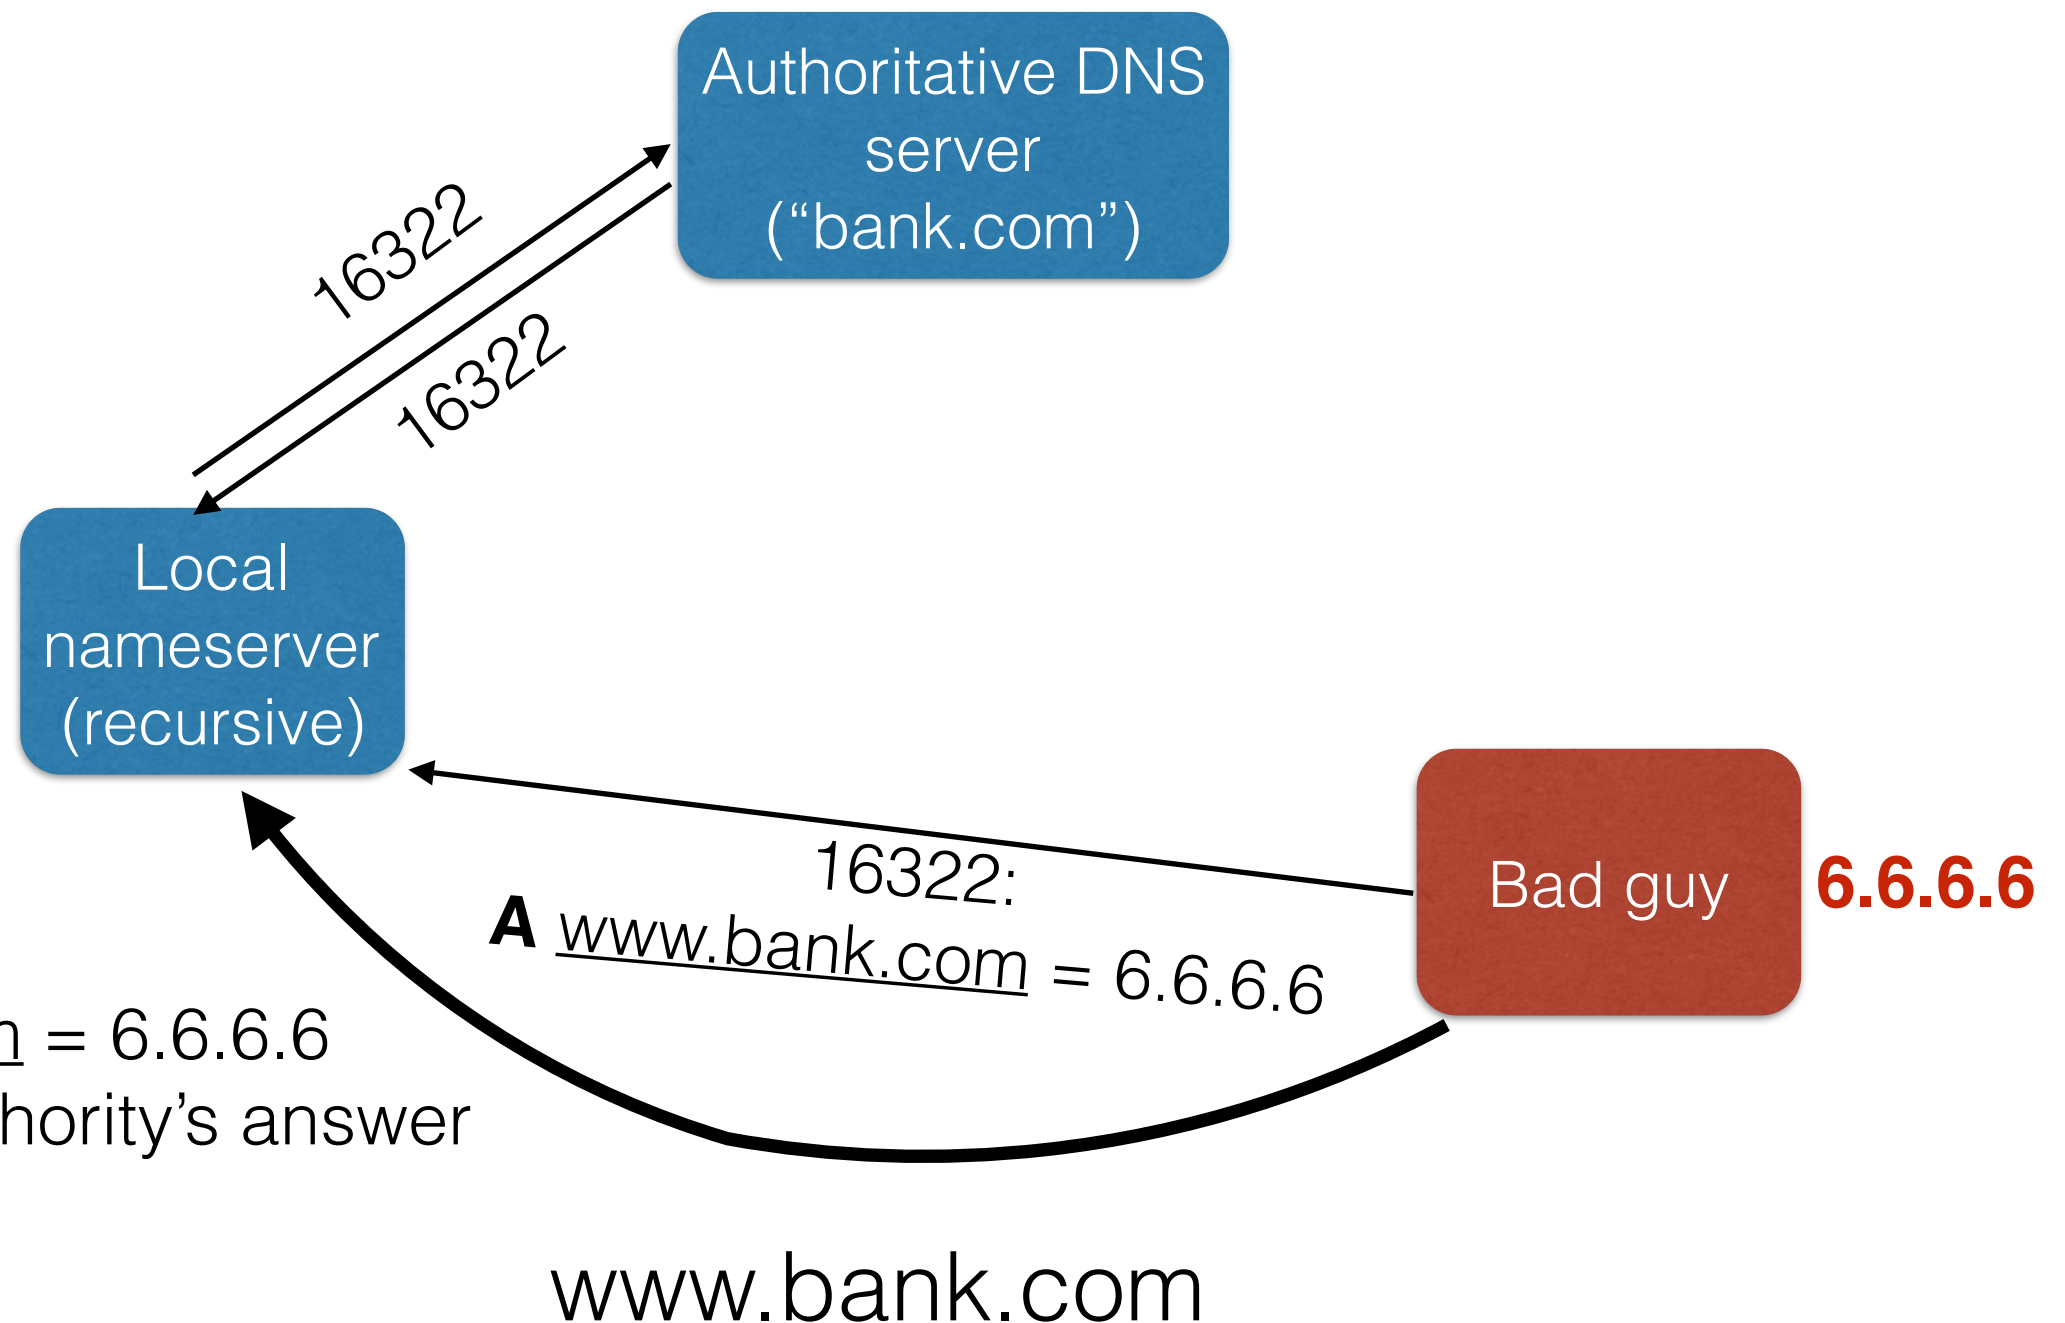 Authoritative DNS
server
(“bank.com”)
16322
16322
Local
nameserver
(recursive)
16322:
A www.bank.com = 6.6.6.6
Bad guy
6.6.6.6
= 6.6.6.6
answer
www.bank.com